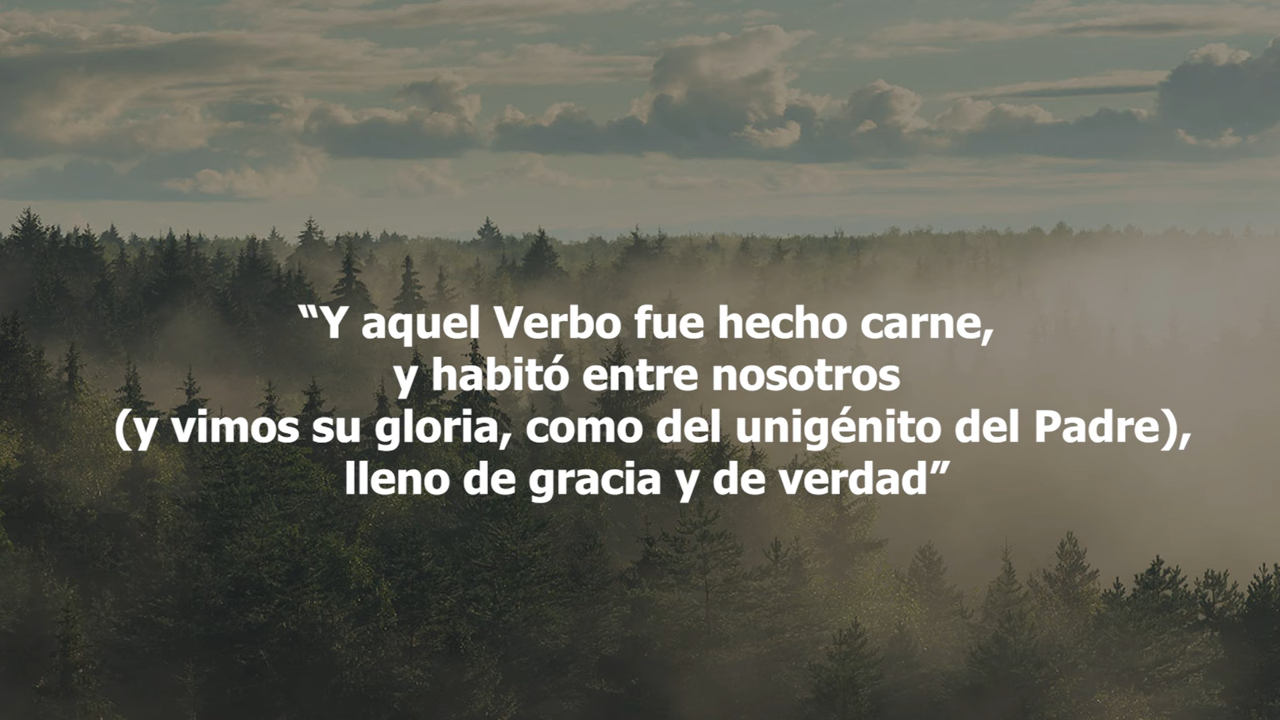 “Y aquel Verbo fue hecho carne,
y habitó entre nosotros
(y vimos su gloria, como del unigénito del Padre),
lleno de gracia y de verdad”